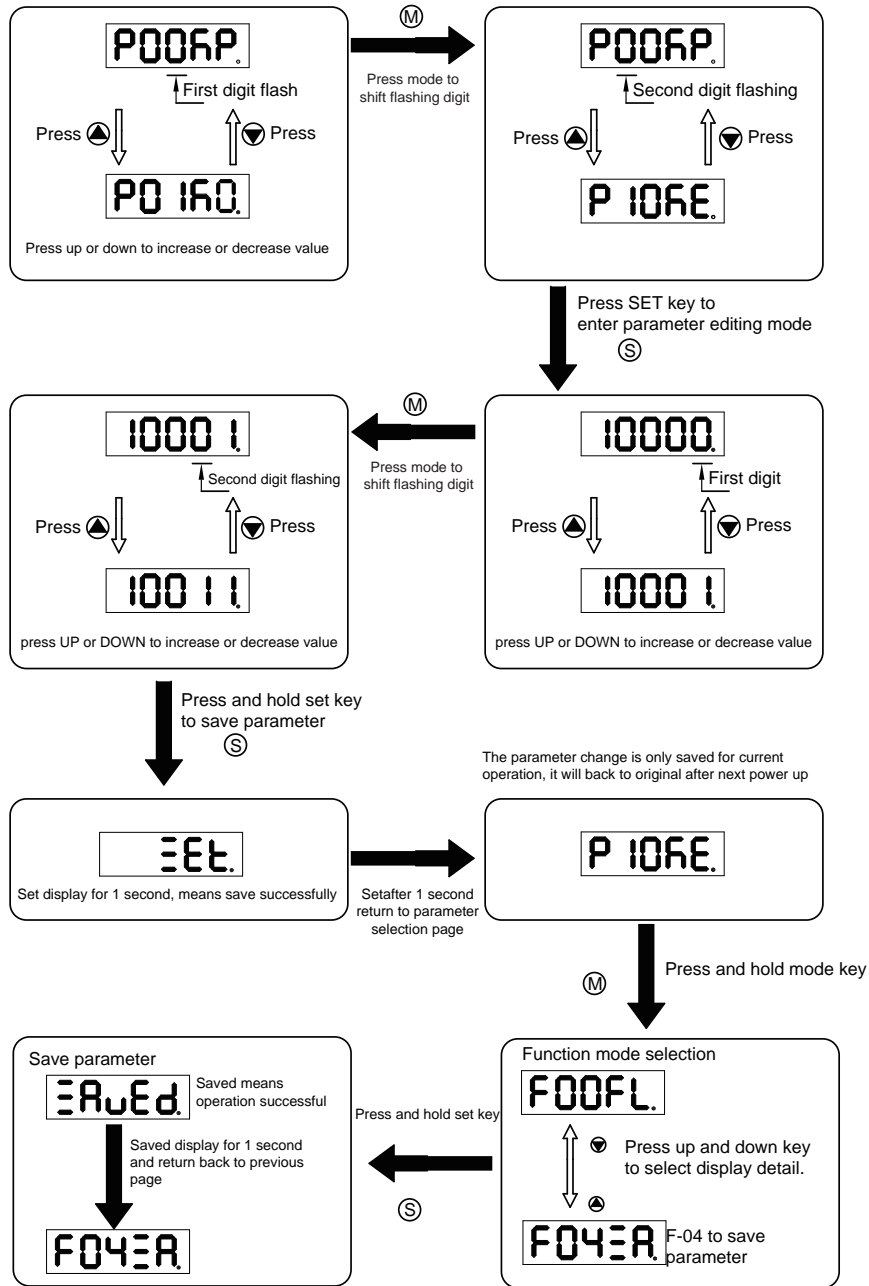 M
Press mode to
shift flashing digit
First digit flash
Press
Press
Press up or down to increase or decrease value
Second digit flashing
Press
Press
Press SET key to
enter parameter editing mode
S
10001.
Second digit flashing
Press
Press
10011.
press UP or DOWN to increase or decrease value
M
Press mode to
shift flashing digit
10000.
First digit
Press
Press
10001.
press UP or DOWN to increase or decrease value
Press and hold set key
to save parameter
S
The parameter change is only saved for current
operation, it will back to original after next power up
SEt.
Set display for 1 second, means save successfully
Setafter 1 second
return to parameter
selection page
Press and hold mode key
M
Save parameter
SAvEd.
Saved means
operation successful
Saved display for 1 second
and return back to previous
page
F04SA.
Press and hold set key
S
Function mode selection
F00FL.
Press up and down key
to select display detail.
F04SA.
F-04 to save
parameter